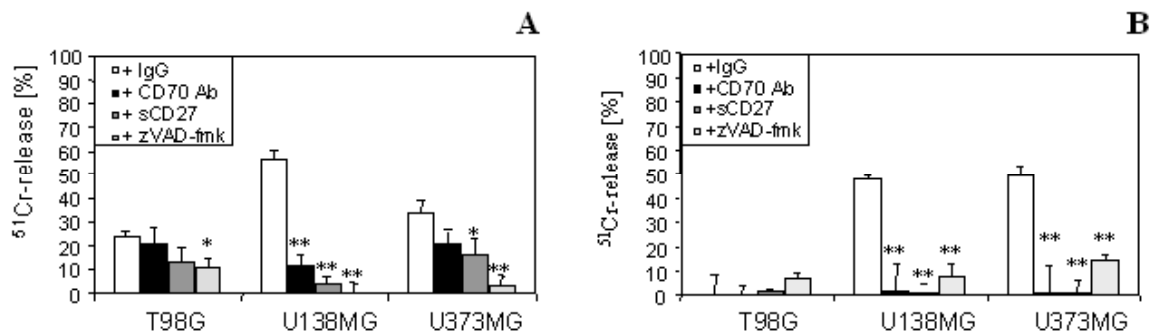 A
51Cr-release [%]
100
90
80
70
60
50
40
30
20
10
0
+ IgG
+ CD70 Ab
+ sCD27
+ zVAD-fmk
*
**
**
**
*
**
T98G
U138MG
U373MG
B
51Cr-release [%]
100
90
80
70
60
50
40
30
20
10
0
+IgG
+CD70 Ab
+sCD27
+zVAD-fmk
**
**
**
**
**
**
T98G
U138MG
U373MG